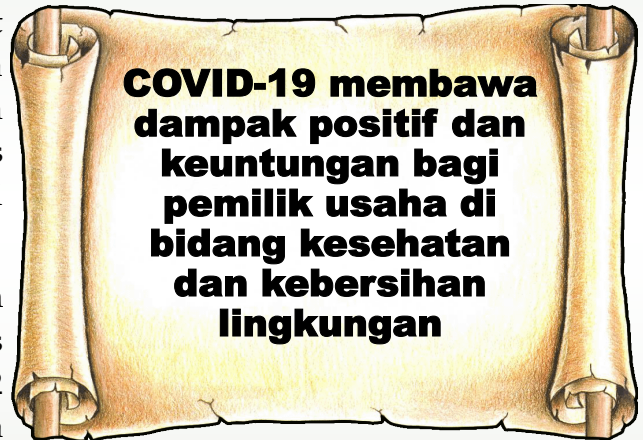 COVID-19 membawa
dampak positif dan
keuntungan bagi
pemilik usaha di
bidang kesehatan
dan kebersihan
lingkungan